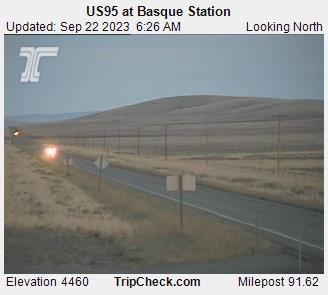 US95 at Basque Station
Updated: Sep 22 2023 6:26 AM Looking North
Elevation 4460 TripCheck.com Milepost 91.62